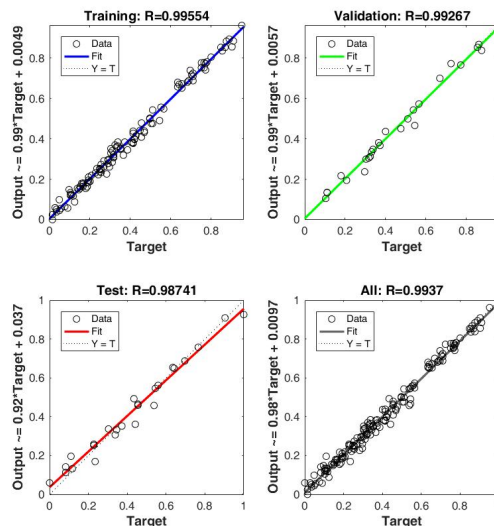 Training: R=0.99554
Output ~= 0.99*Target + 0.0049
0.8
0.6
0.4
0.2
0
Data
Fit
Y = T
0 0.2 0.4 0.6 0.8
Target
Validation: R=0.99267
Output ~= 0.99*Target + 0.0057
0.8
0.6
0.4
0.2
0
Data
Fit
Y = T
0 0.2 0.4 0.6 0.8
Target
Test: R=0.98741
Output ~= 0.92*Target + 0.037
1
0.8
0.6
0.4
0.2
0
Data
Fit
Y = T
0 0.2 0.4 0.6 0.8 1
Target
All: R=0.9937
Output ~= 0.98*Target + 0.0097
1
0.8
0.6
0.4
0.2
0
Data
Fit
Y = T
0 0.2 0.4 0.6 0.8 1
Target